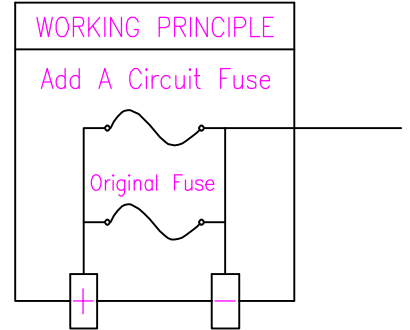 WORKING PRINCIPLE
Add A Circuit Fuse
Original Fuse
+ −